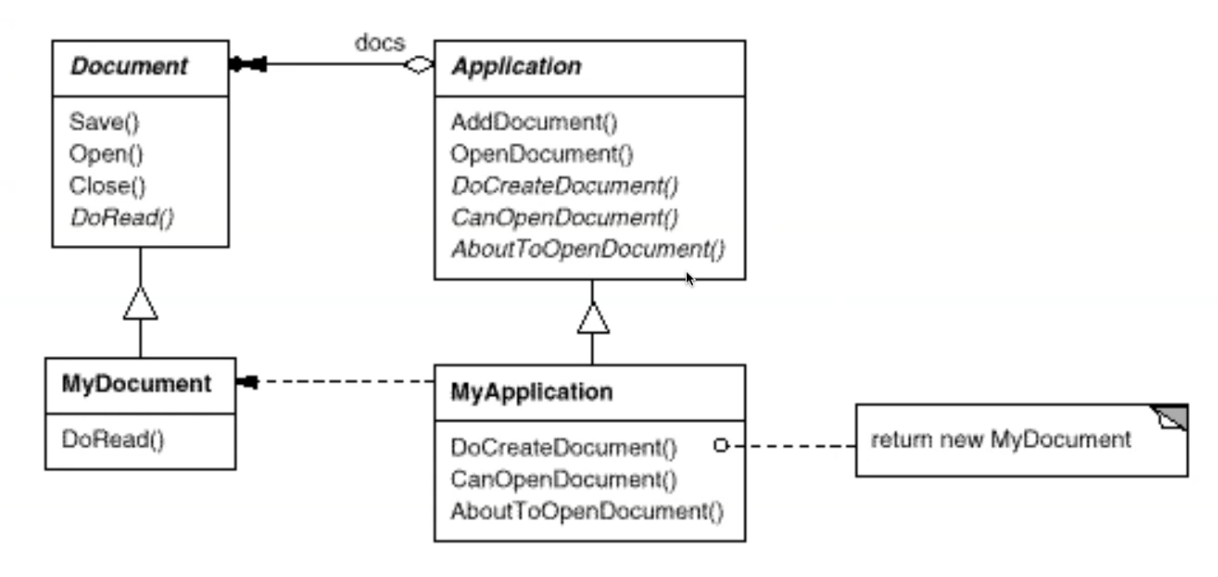 docs
Document
Save()
Open()
Close()
DoRead()
Application
AddDocument()
OpenDocument()
DoCreateDocument()
CanOpenDocument()
AboutToOpenDocument()
MyDocument
DoRead()
MyApplication
DoCreateDocument()
CanOpenDocument()
AboutToOpenDocument()
return new MyDocument